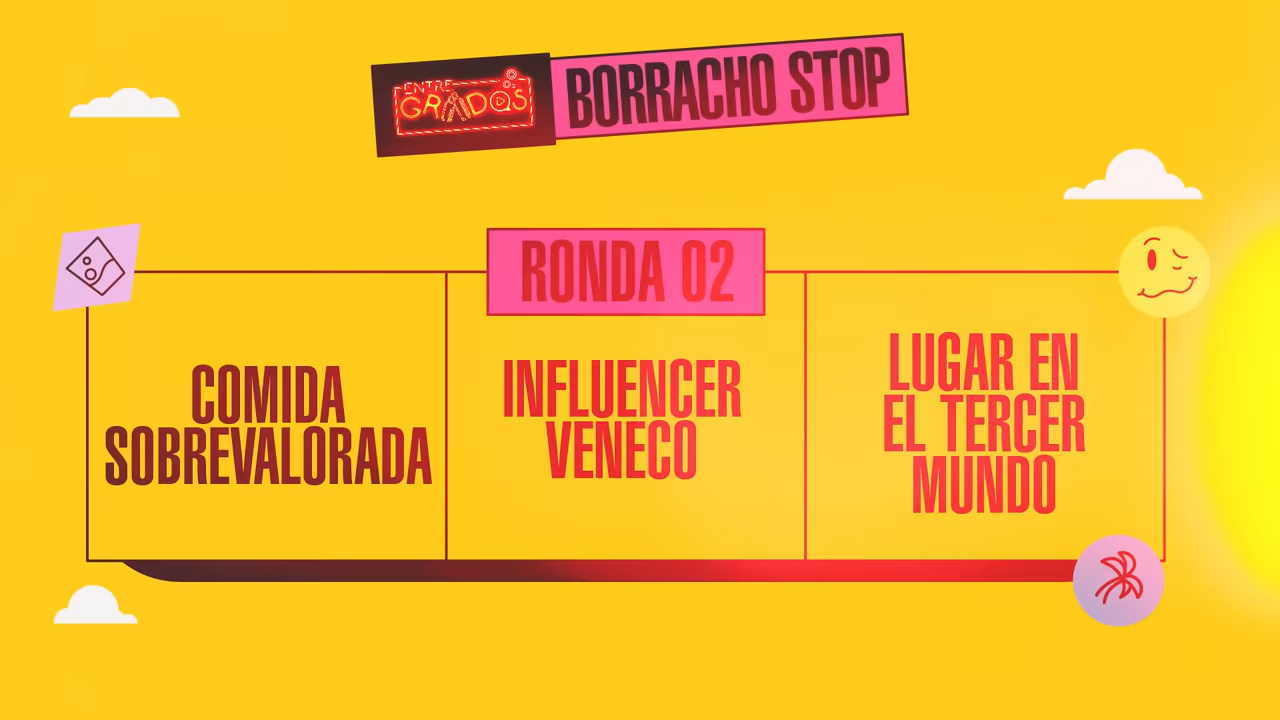 ENTRE
GRADOS
BORRACHO STOP
RONDA 02
COMIDA
SOBREVALORADA
INFLUENCER
VENECO
LUGAR EN
EL TERCER
MUNDO